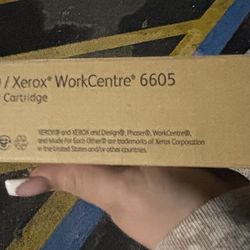 ) / Xerox® WorkCentre® 6605
Cartridge
XEROX® and XEROX and Design®, Phaser®, WorkCentre®,
and Made For Each Other® are trademarks of Xerox Corporation
in the United States and/or other countries.